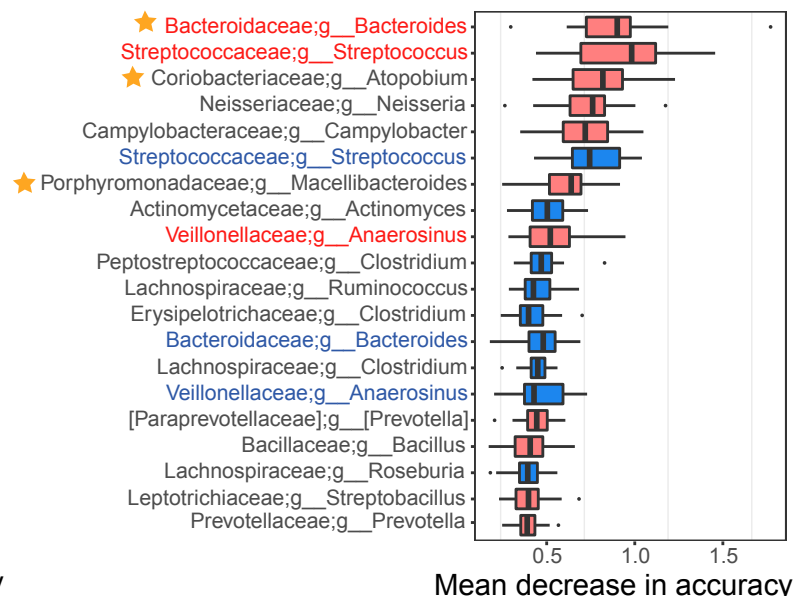 Bacteroidaceae;g__Bacteroides
Streptococcaceae;g__Streptococcus
Coriobacteriaceae;g__Atopobium
Neisseriaceae;g__Neisseria
Campylobacteraceae;g__Campylobacter
Streptococcaceae;g__Streptococcus
Porphyromonadaceae;g__Macellibacteroides
Actinomycetaceae;g__Actinomyces
Veillonellaceae;g__Anaerosinus
Peptostreptococcaceae;g__Clostridium
Lachnospiraceae;g__Ruminococcus
Erysipelotrichaceae;g__Clostridium
Bacteroidaceae;g__Bacteroides
Lachnospiraceae;g__Clostridium
Veillonellaceae;g__Anaerosinus
[Paraprevotellaceae];g__[Prevotella]
Bacillaceae;g__Bacillus
Lachnospiraceae;g__Roseburia
Leptotrichiaceae;g__Streptobacillus
Prevotellaceae;g__Prevotella
0.5 1.0 1.5
Mean decrease in accuracy